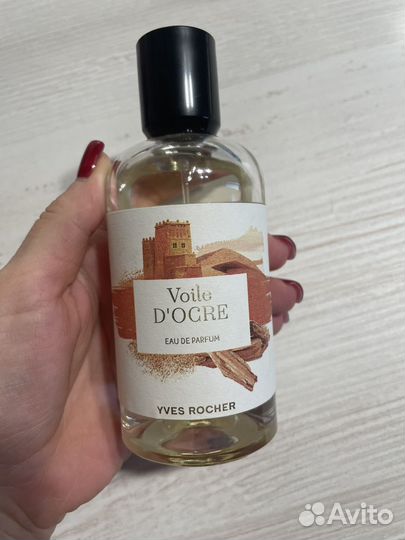 Voile
D'OCRE
EAU DE PARFUM
YVES ROCHER
Avito